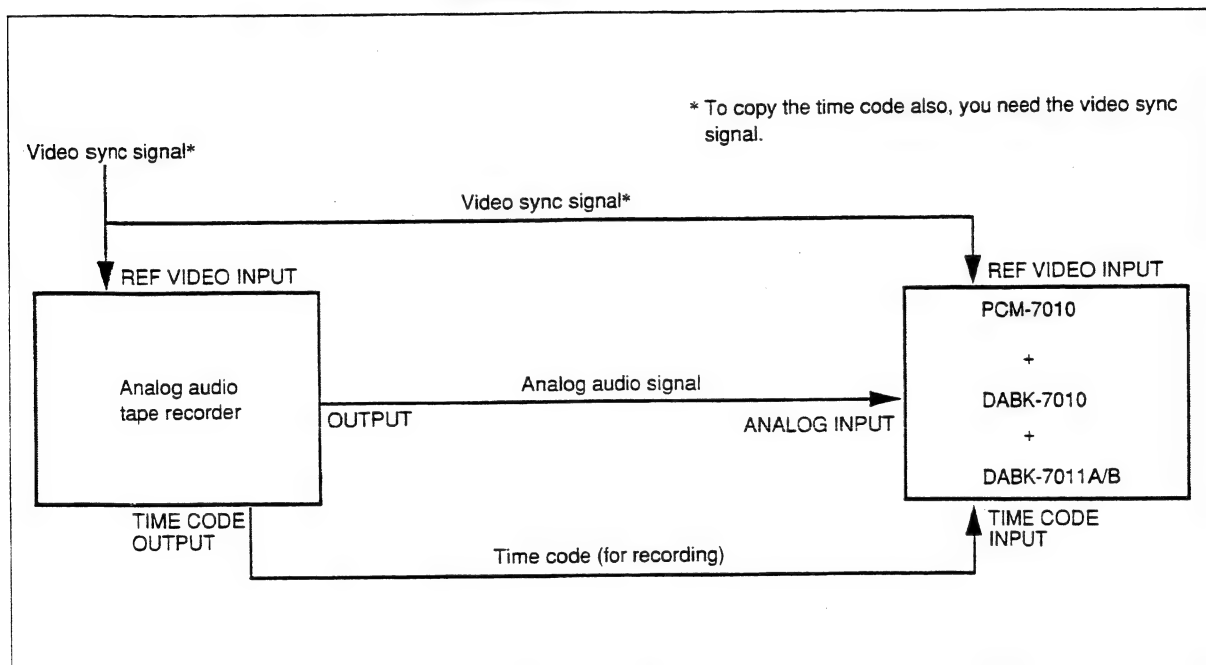 * To copy the time code also, you need the video sync
signal.
Video sync signal*
Video sync signal*
REF VIDEO INPUT
REF VIDEO INPUT
Analog audio
tape recorder
OUTPUT
Analog audio signal
ANALOG INPUT
PCM-7010
+
DABK-7010
+
DABK-7011A/B
TIME CODE
OUTPUT
Time code (for recording)
TIME CODE
INPUT